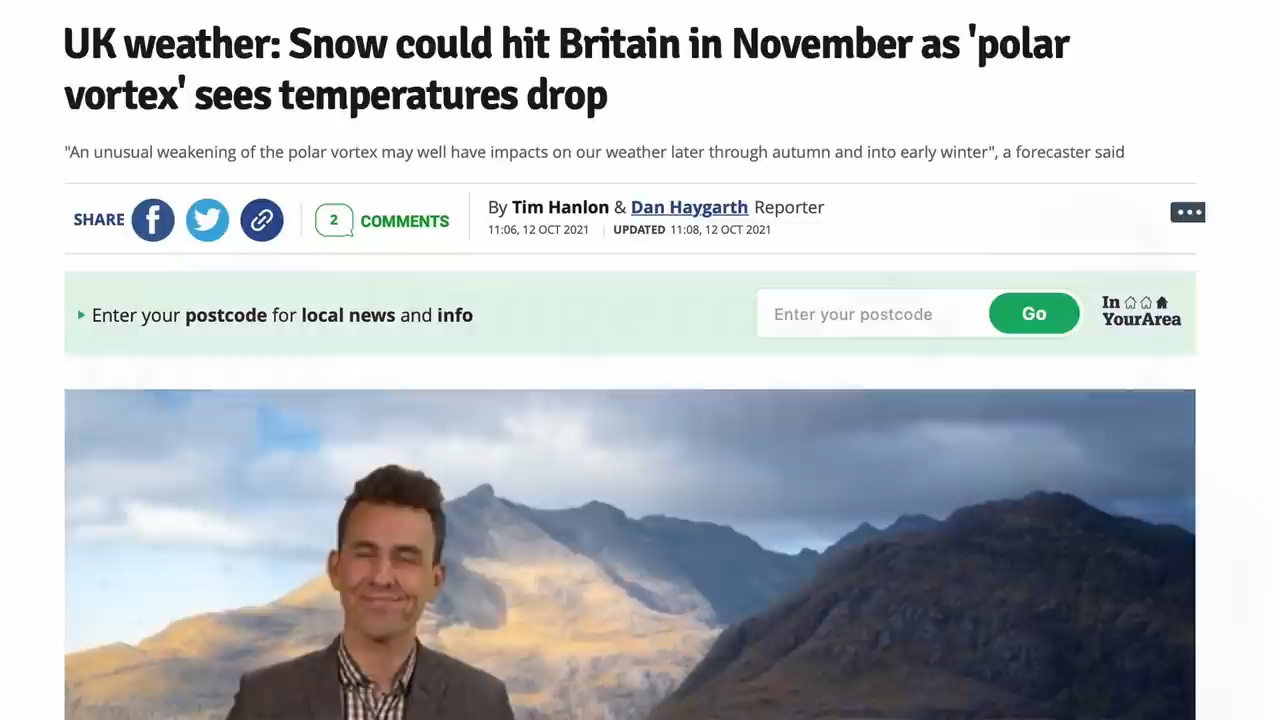 UK weather: Snow could hit Britain in November as 'polar
vortex' sees temperatures drop
"An unusual weakening of the polar vortex may well have impacts on our weather later through autumn and into early winter", a forecaster said
SHARE
2 COMMENTS
By Tim Hanlon & Dan Haygarth Reporter
11:06, 12 OCT 2021 UPDATED 11:08, 12 OCT 2021
Enter your postcode for local news and info
Enter your postcode
Go
In
YourArea